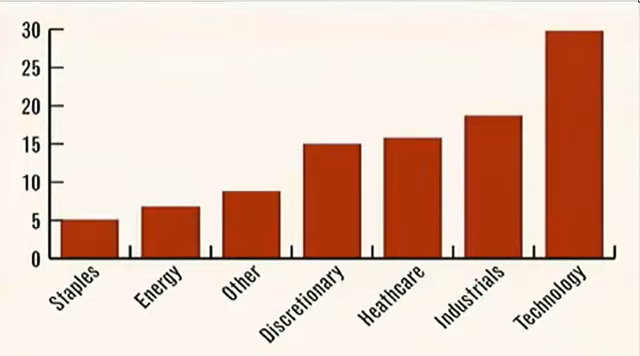 30
25
20
15
10
5
0
Staples
Energy
Other
Discretionary
Heathcare
Industrials
Technology